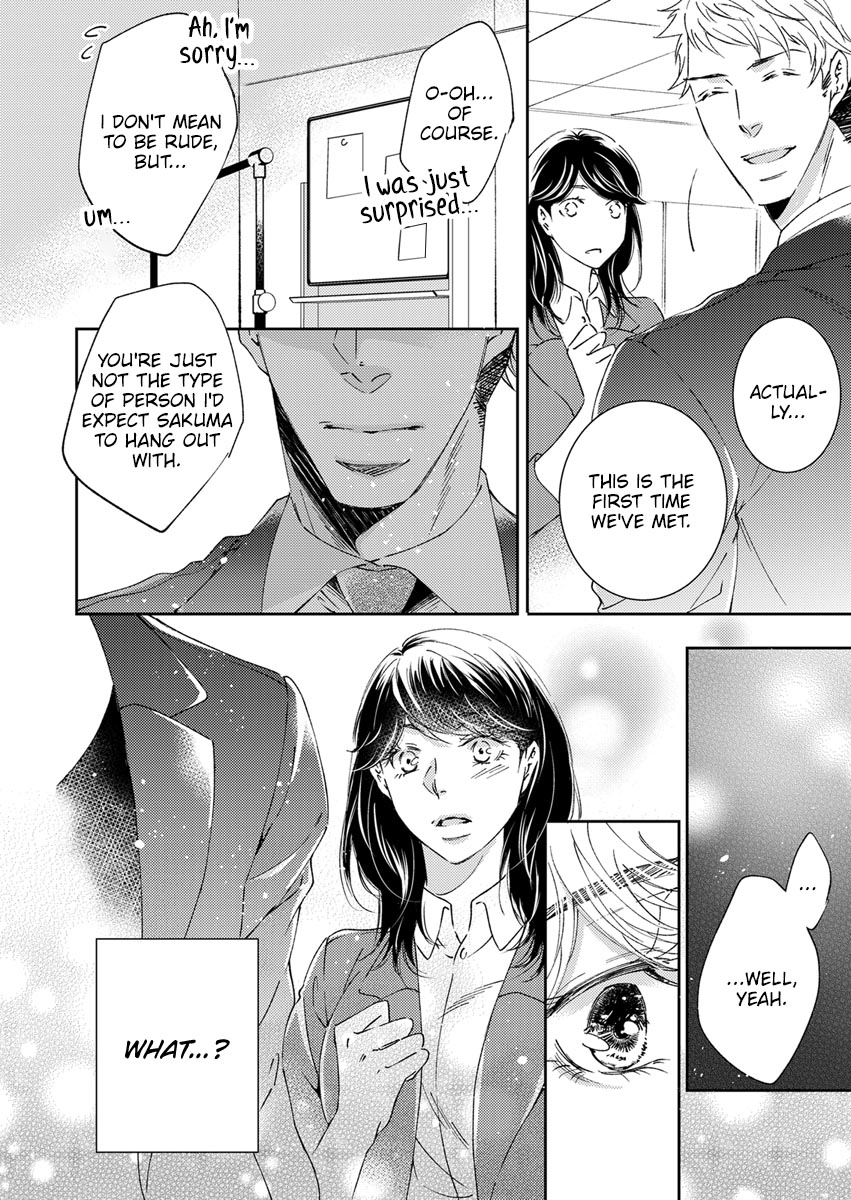 ACTUAL-
LY...
THIS IS THE
FIRST TIME
WE'VE MET.
O-OH...
OF
COURSE.
I was just
surprised...
Ah, I'm
sorry...
I DON'T MEAN
TO BE RUDE,
BUT...
um...
YOU'RE JUST
NOT THE TYPE
OF PERSON I'D
EXPECT SAKUMA
TO HANG OUT
WITH.
...
...WELL,
YEAH.
WHAT...?